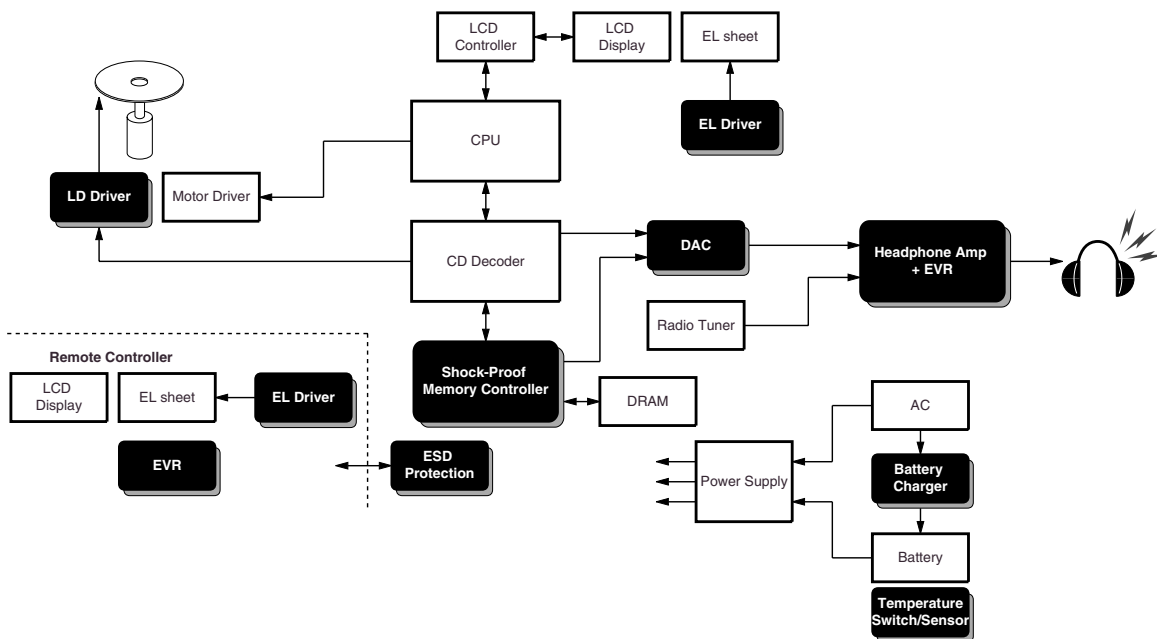 LCD
Controller
LCD
Display
EL sheet
CPU
EL Driver
LD Driver
Motor Driver
CD Decoder
DAC
Headphone Amp
+ EVR
Radio Tuner
Remote Controller
LCD
Display
EL sheet
EL Driver
Shock-Proof
Memory Controller
DRAM
AC
EVR
ESD
Protection
Power Supply
Battery
Charger
Battery
Temperature
Switch/Sensor